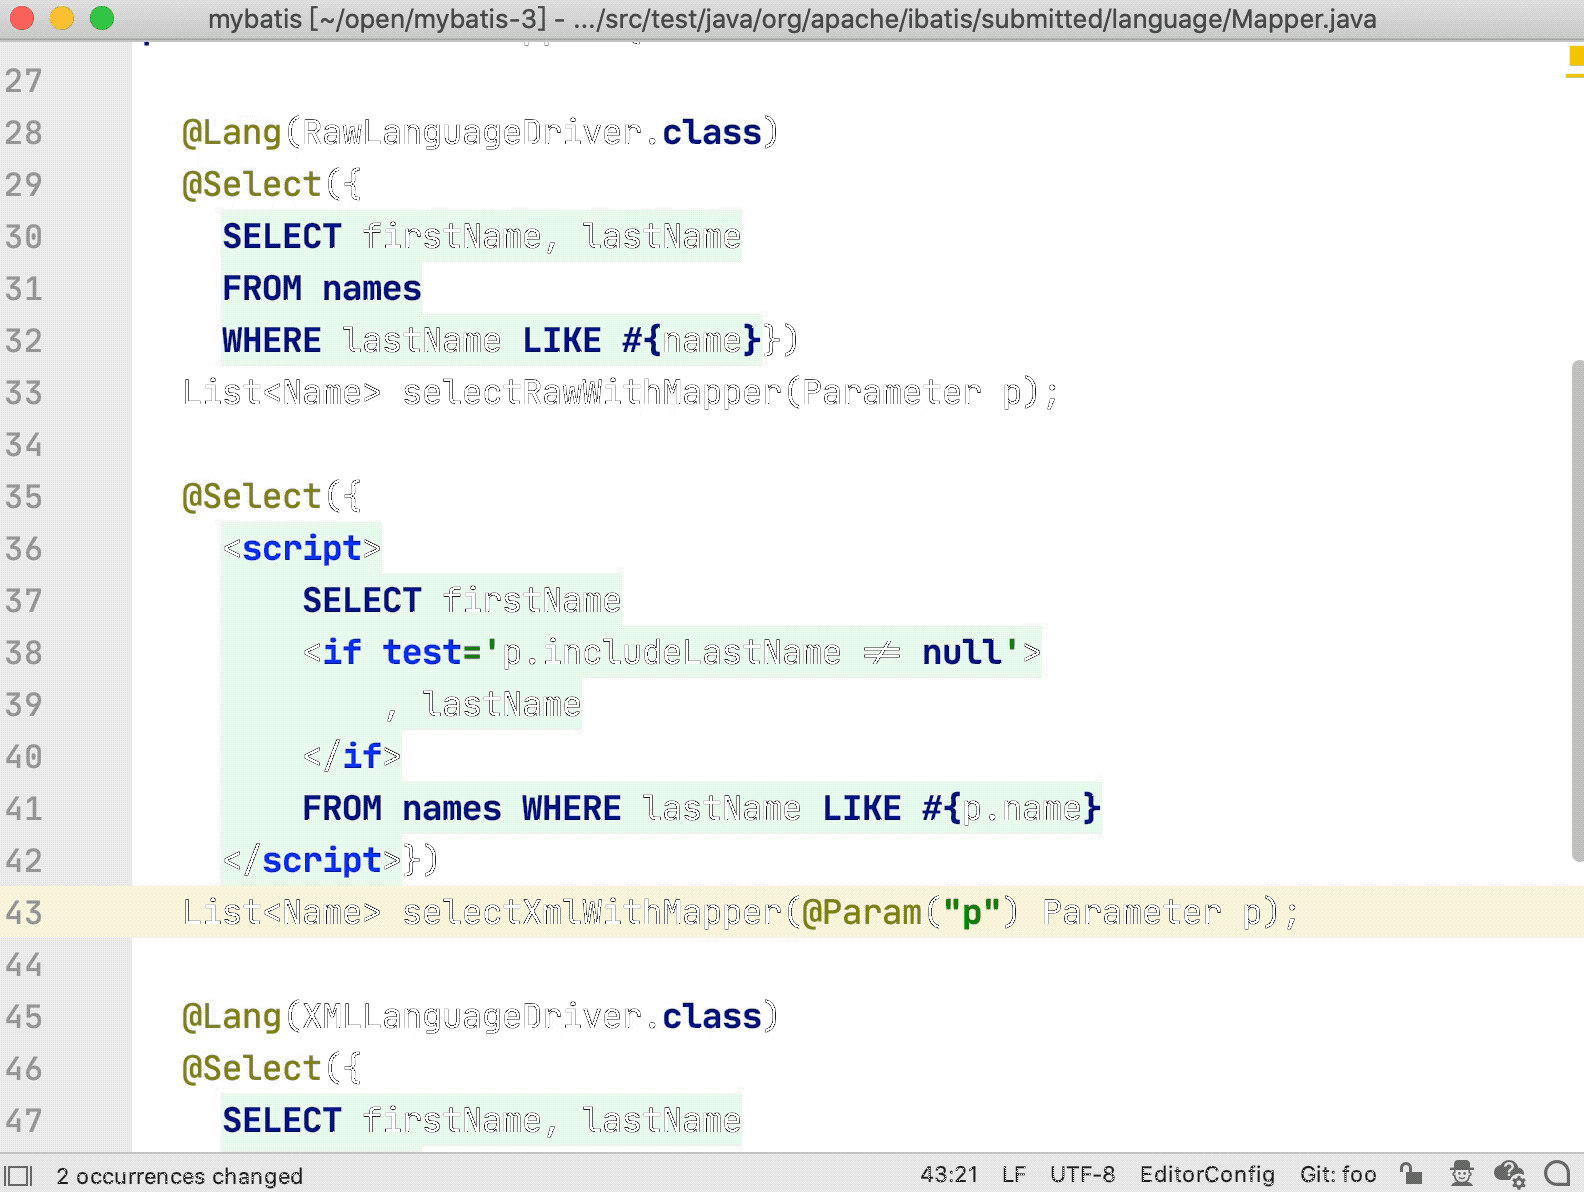 mybatis [~/open/mybatis-3] - .../src/test/java/org/apache/ibatis/submitted/language/Mapper.java
27
28 @Lang(RawLanguageDriver.class)
29 @Select({
30 SELECT firstName, lastName
31 FROM names
32 WHERE lastName LIKE #{name}})
33 List<Name> selectRawWithMapper(Parameter p);
34
35 @Select({
36 <script>
37 SELECT firstName
38 <if test='p.includeLastName ≠ null'>
39 , lastName
40 </if>
41 FROM names WHERE lastName LIKE #{p.name}
42 </script>})
43 List<Name> selectXmlWithMapper(@Param("p") Parameter p);
44
45 @Lang(XMLLanguageDriver.class)
46 @Select({
47 SELECT firstName, lastName
2 occurrences changed 43:21 LF UTF-8 EditorConfig Git: foo